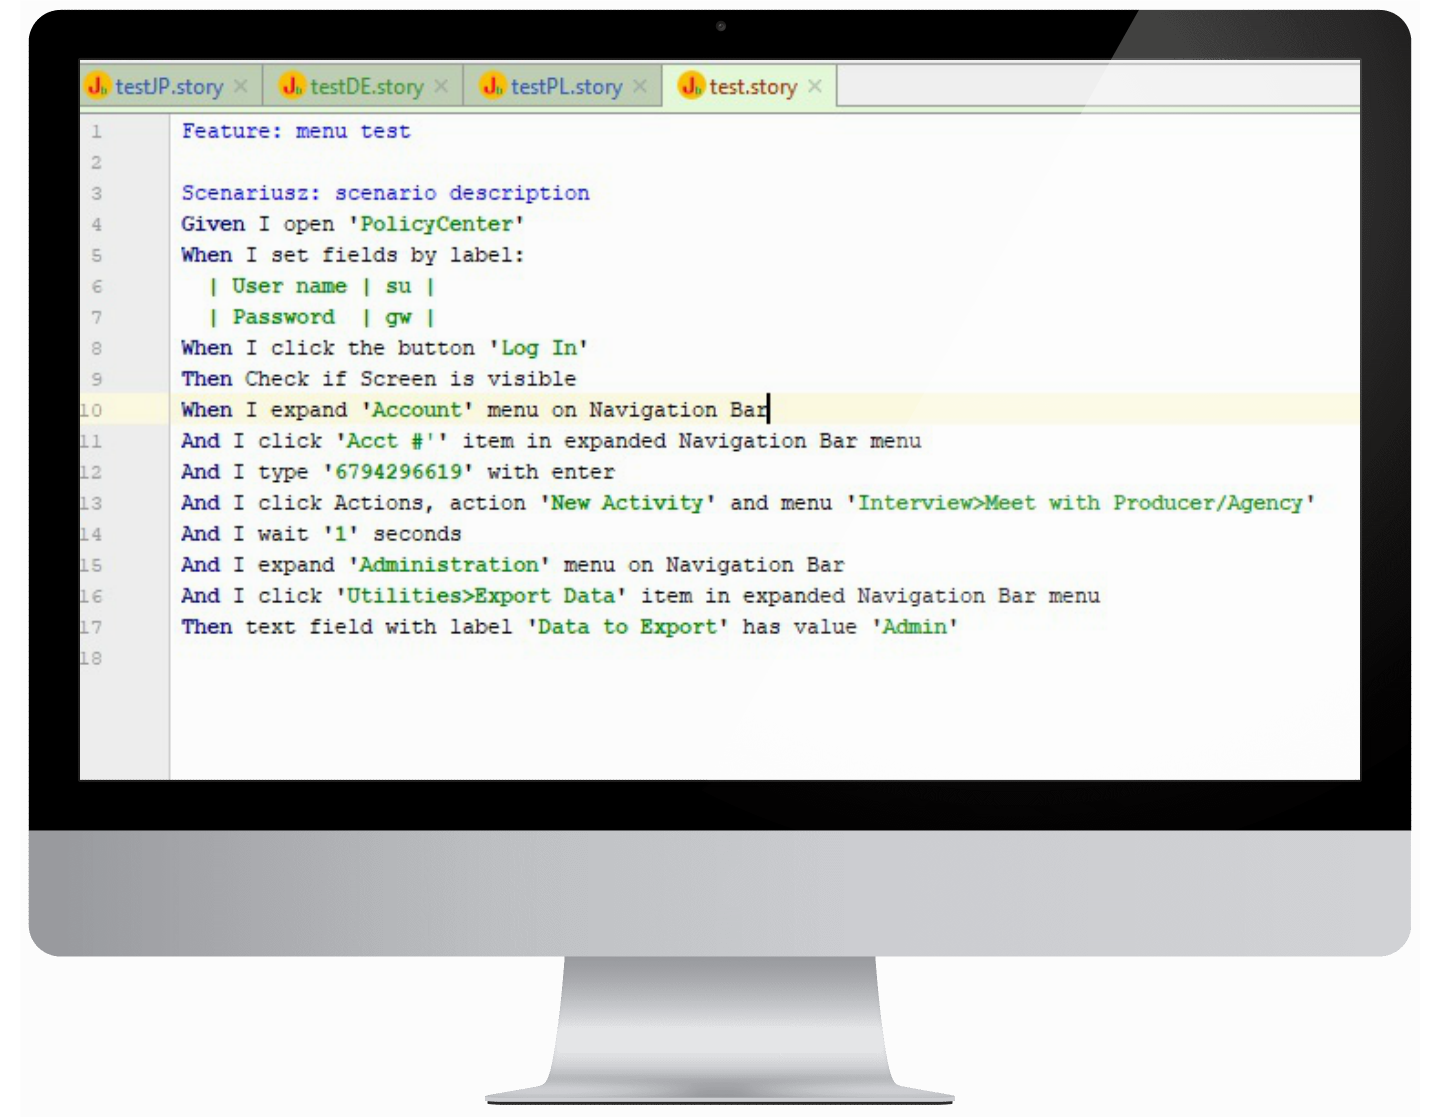 testJP.story testDE.story testPL.story test.story
1 Feature: menu test
2
3 Scenariusz: scenario description
4 Given I open 'PolicyCenter'
5 When I set fields by label:
6 | User name | su |
7 | Password | gw |
8 When I click the button 'Log In'
9 Then Check if Screen is visible
10 When I expand 'Account' menu on Navigation Bar
11 And I click 'Acct #'' item in expanded Navigation Bar menu
12 And I type '6794296619' with enter
13 And I click Actions, action 'New Activity' and menu 'Interview>Meet with Producer/Agency'
14 And I wait '1' seconds
15 And I expand 'Administration' menu on Navigation Bar
16 And I click 'Utilities>Export Data' item in expanded Navigation Bar menu
17 Then text field with label 'Data to Export' has value 'Admin'
18